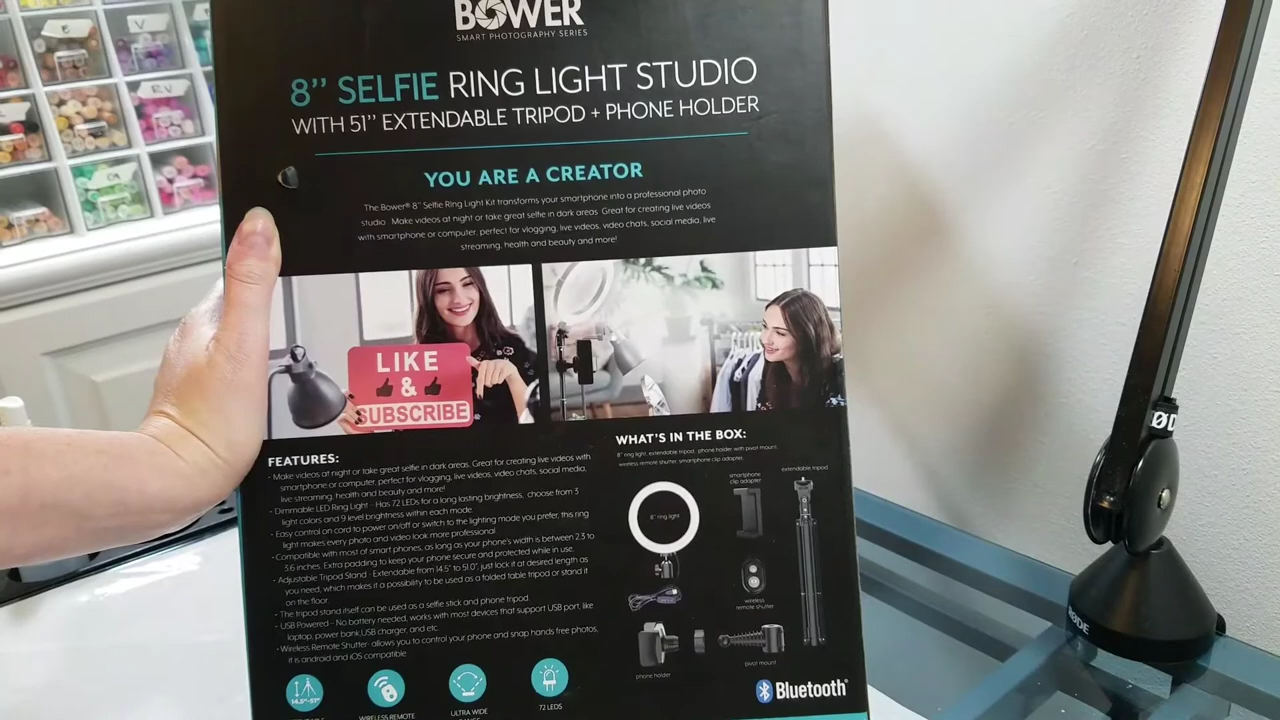 E
V
RV
BOWER
SMART PHOTOGRAPHY SERIES
8’’ SELFIE RING LIGHT STUDIO
WITH 51’’ EXTENDABLE TRIPOD + PHONE HOLDER
YOU ARE A CREATOR
The Bower® 8’’ Selfie Ring Light Kit transforms your smartphone into a professional photo
studio. Make videos at night or take great selfie in dark areas. Great for creating live videos
with smartphone or computer, perfect for vlogging, live videos, video chats, social media, live
streaming, health and beauty and more!
LIKE
&
SUBSCRIBE
FEATURES:
- Make videos at night or take great selfie in dark areas. Great for creating live videos with
smartphone or computer, perfect for vlogging, live videos, video chats, social media,
live streaming, health and beauty and more!
- Dimmable LED Ring Light - Has 72 LEDs for a long lasting brightness, choose from 3
light colors and 9 level brightness within each mode.
- Easy control on cord to power on/off or switch to the lighting mode you prefer, this ring
light makes every photo and video look more professional
- Compatible with most of smart phones, as long as your phone's width is between 2.3 to
3.6 inches. Extra padding to keep your phone secure and protected while in use.
- Adjustable Tripod Stand - Extendable from 14.5" to 51.0", just lock it at desired length as
you need, which makes it a possibility to be used as a folded table tripod or stand it
on the floor.
- The tripod stand itself can be used as a selfie stick and phone tripod.
- USB Powered - No battery needed, works with most devices that support USB port, like
laptop, power bank,USB charger, and etc.
- Wireless Remote Shutter- allows you to control your phone and snap hands free photos,
it is android and iOS compatible
14.5"-51"
WIRELESS REMOTE
ULTRA WIDE
72 LEDS
WHAT'S IN THE BOX:
8" ring light, extendable tripod, phone holder with pivot mount,
wireless remote shutter, smartphone clip adapter.
smartphone
clip adapter
extendable tripod
8" ring light
wireless
remote shutter
phone holder
pivot mount
Bluetooth®
RØDE